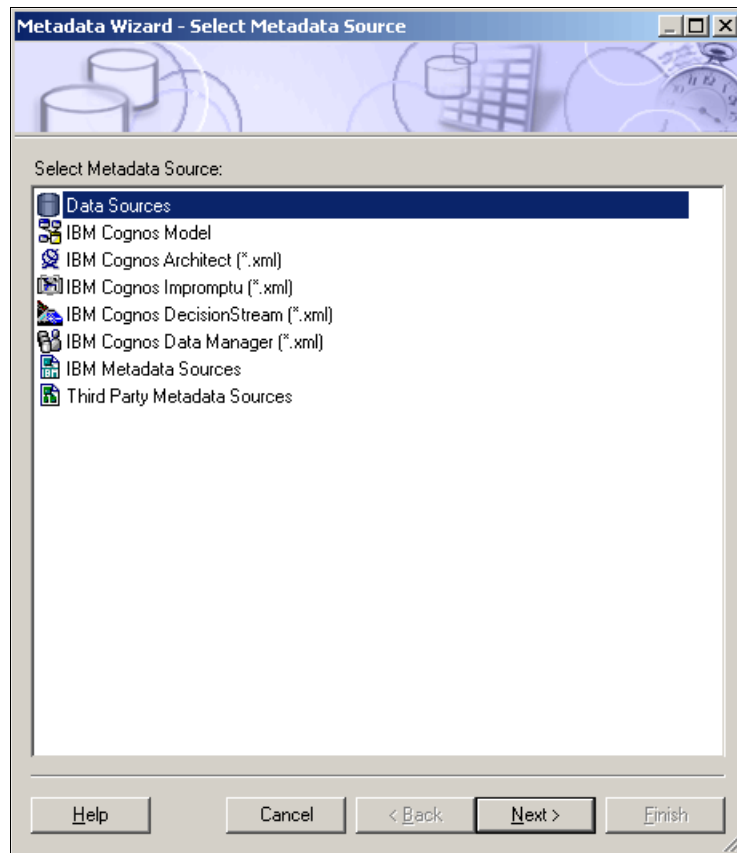 Metadata Wizard - Select Metadata Source
Select Metadata Source:
Data Sources
IBM Cognos Model
IBM Cognos Architect (*.xml)
IBM Cognos Impromptu (*.xml)
IBM Cognos DecisionStream (*.xml)
IBM Cognos Data Manager (*.xml)
IBM Metadata Sources
Third Party Metadata Sources
Help Cancel < Back Next > Finish